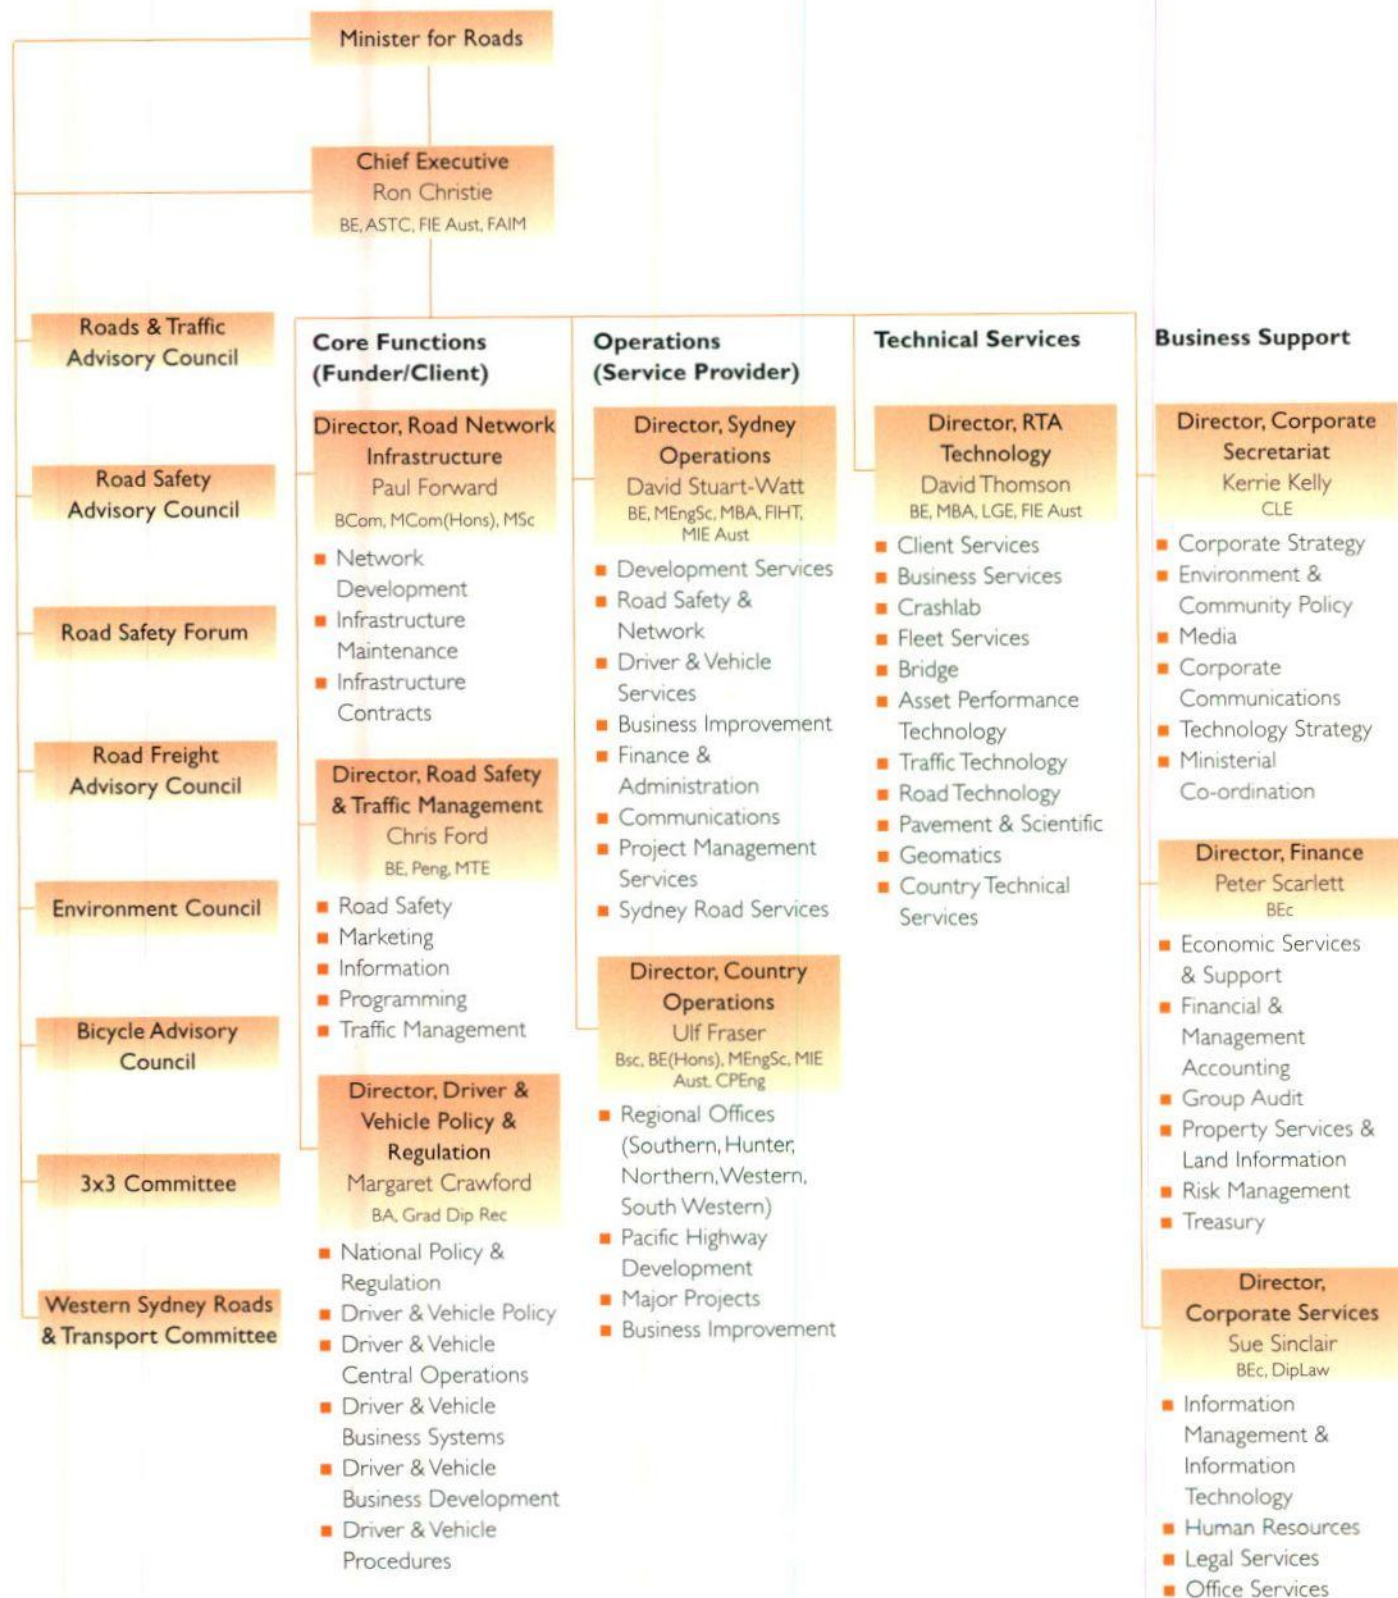 Minister for Roads
Chief Executive
Ron Christie
BE, ASTC, FIE Aust, FAIM
Roads & Traffic
Advisory Council
Road Safety
Advisory Council
Road Safety Forum
Road Freight
Advisory Council
Environment Council
Bicycle Advisory
Council
3x3 Committee
Western Sydney Roads
& Transport Committee
Core Functions
(Funder/Client)
Director, Road Network
Infrastructure
Paul Forward
BCom, MCom(Hons), MSc
Network
Development
Infrastructure
Maintenance
Infrastructure
Contracts
Director, Road Safety
& Traffic Management
Chris Ford
BE, Peng, MTE
Road Safety
Marketing
Information
Programming
Traffic Management
Director, Driver &
Vehicle Policy &
Regulation
Margaret Crawford
BA, Grad Dip Rec
National Policy &
Regulation
Driver & Vehicle Policy
Driver & Vehicle
Central Operations
Driver & Vehicle
Business Systems
Driver & Vehicle
Business Development
Driver & Vehicle
Procedures
Operations
(Service Provider)
Director, Sydney
Operations
David Stuart-Watt
BE, MEngSc, MBA, FIHT,
MIE Aust
Development Services
Road Safety &
Network
Driver & Vehicle
Services
Business Improvement
Finance &
Administration
Communications
Project Management
Services
Sydney Road Services
Director, Country
Operations
Ulf Fraser
Bsc, BE(Hons), MEngSc, MIE
Aust. CPEng
Regional Offices
(Southern, Hunter,
Northern, Western,
South Western)
Pacific Highway
Development
Major Projects
Business Improvement
Technical Services
Director, RTA
Technology
David Thomson
BE, MBA, LGE, FIE Aust
Client Services
Business Services
Crashlab
Fleet Services
Bridge
Asset Performance
Technology
Traffic Technology
Road Technology
Pavement & Scientific
Geomatics
Country Technical
Services
Business Support
Director, Corporate
Secretariat
Kerrie Kelly
CLE
Corporate Strategy
Environment &
Community Policy
Media
Corporate
Communications
Technology Strategy
Ministerial
Co-ordination
Director, Finance
Peter Scarlett
BEc
Economic Services
& Support
Financial &
Management
Accounting
Group Audit
Property Services &
Land Information
Risk Management
Treasury
Director,
Corporate Services
Sue Sinclair
BEc, DipLaw
Information
Management &
Information
Technology
Human Resources
Legal Services
Office Services